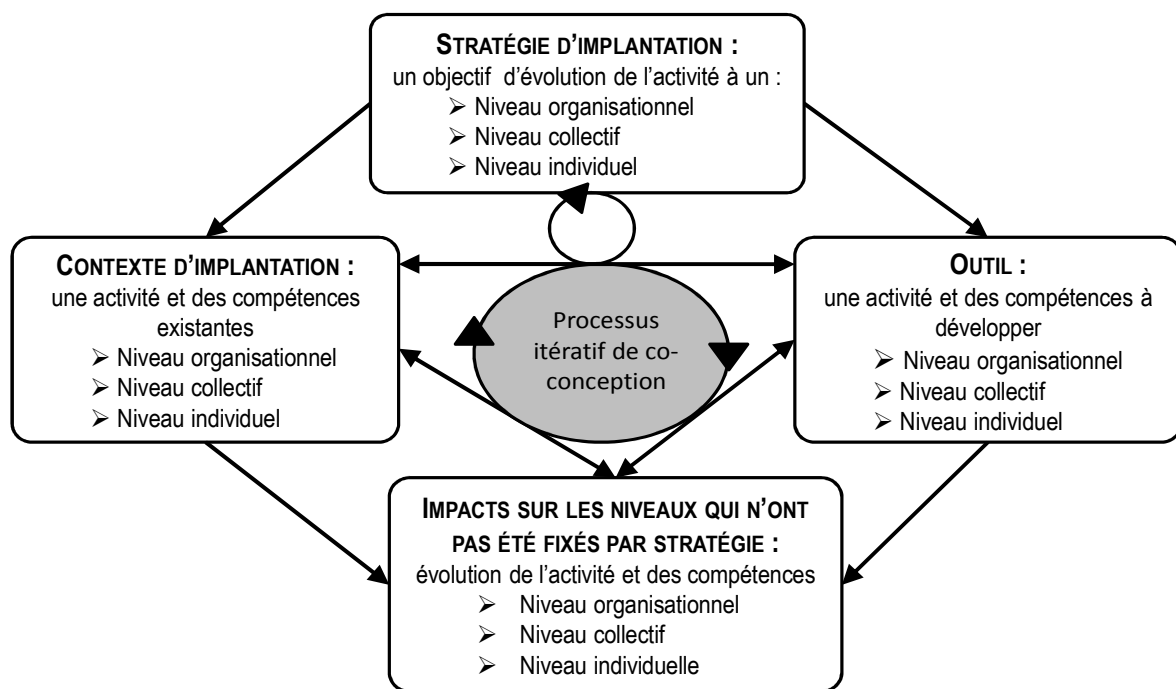 STRATÉGIE D'IMPLANTATION :
un objectif d'évolution de l'activité à un :
➢ Niveau organisationnel
➢ Niveau collectif
➢ Niveau individuel
CONTEXTE D'IMPLANTATION :
une activité et des compétences
existantes
➢ Niveau organisationnel
➢ Niveau collectif
➢ Niveau individuel
Processus
itératif de co-
conception
OUTIL :
une activité et des compétences à
développer
➢ Niveau organisationnel
➢ Niveau collectif
➢ Niveau individuel
IMPACTS SUR LES NIVEAUX QUI N'ONT
PAS ÉTÉ FIXÉS PAR STRATÉGIE :
évolution de l'activité et des compétences
➢ Niveau organisationnel
➢ Niveau collectif
➢ Niveau individuelle